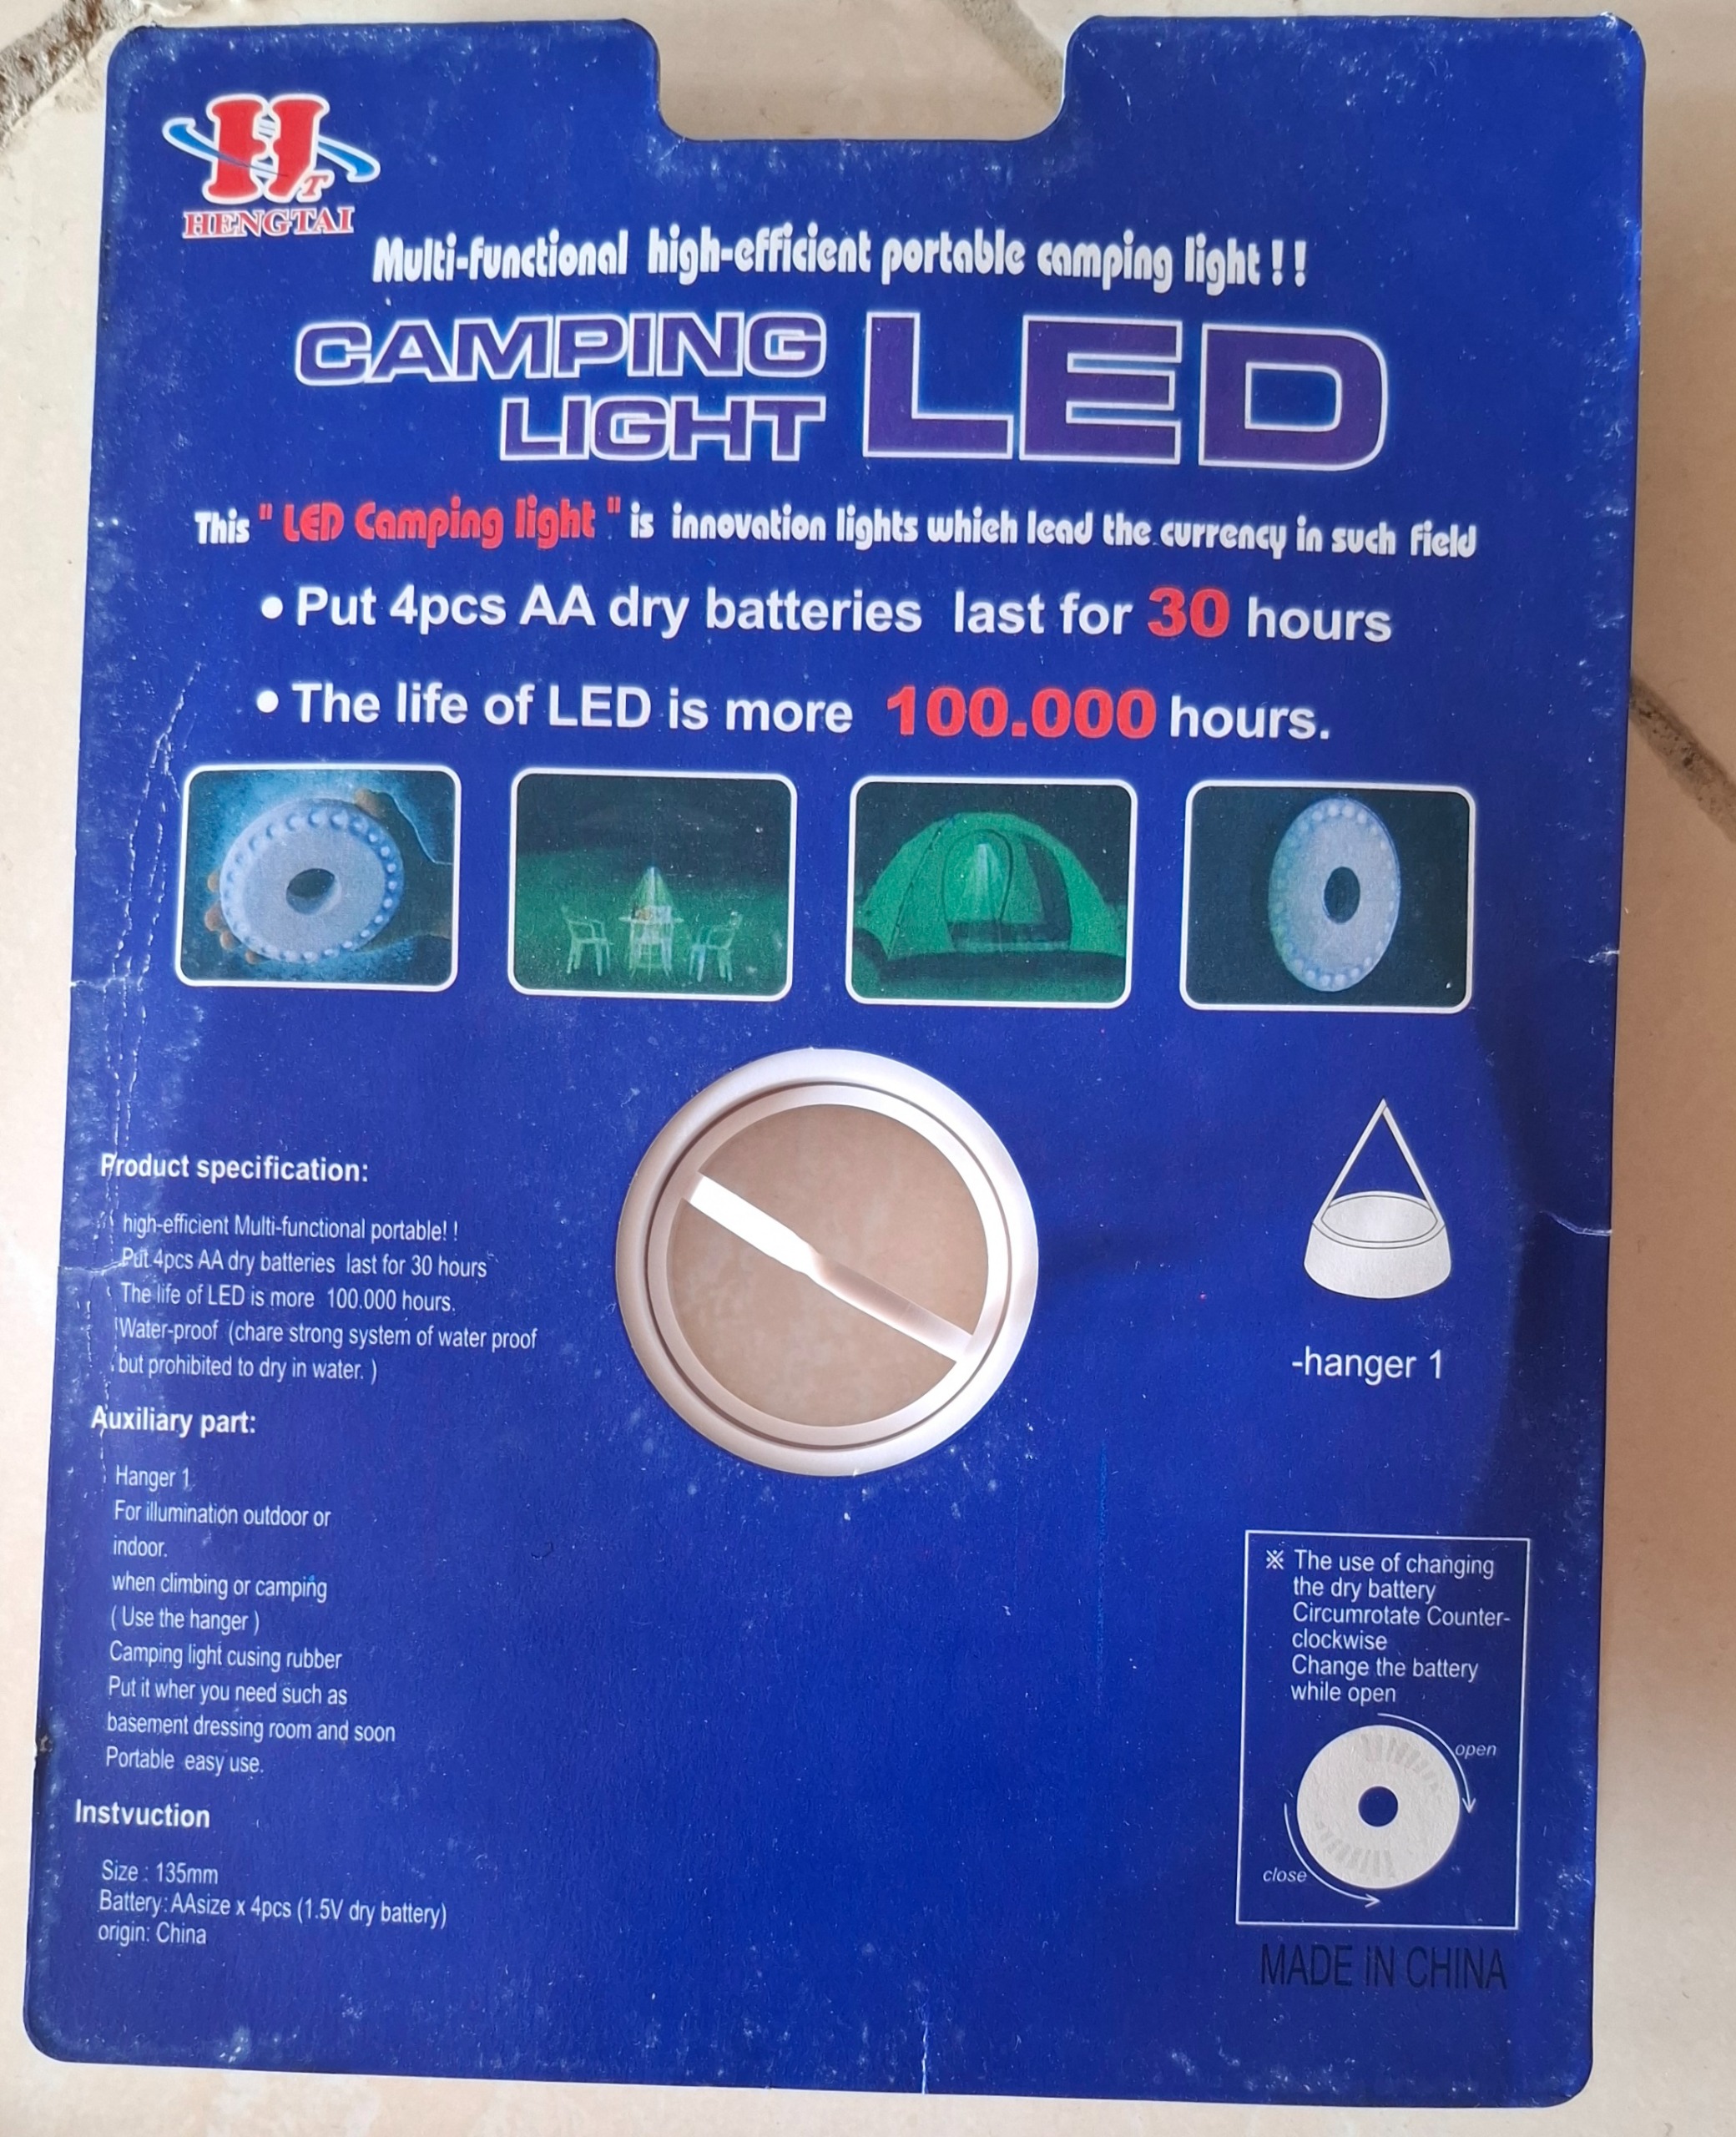 HT
HENGTAI
Multi-functional high-efficient portable camping light ! !
CAMPING
LIGHT LED
This " LED Camping light " is innovation lights which lead the currency in such field
• Put 4pcs AA dry batteries last for 30 hours
• The life of LED is more 100.000 hours.
Product specification:
high-efficient Multi-functional portable! !
Put 4pcs AA dry batteries last for 30 hours
The life of LED is more 100.000 hours.
Water-proof (chare strong system of water proof
but prohibited to dry in water. )
Auxiliary part:
Hanger 1
For illumination outdoor or
indoor.
when climbing or camping
( Use the hanger )
Camping light cusing rubber
Put it wher you need such as
basement dressing room and soon
Portable easy use.
Instvuction
Size : 135mm
Battery: AAsize x 4pcs (1.5V dry battery)
origin: China
-hanger 1
※ The use of changing
the dry battery
Circumrotate Counter-
clockwise
Change the battery
while open
open
close
MADE IN CHINA